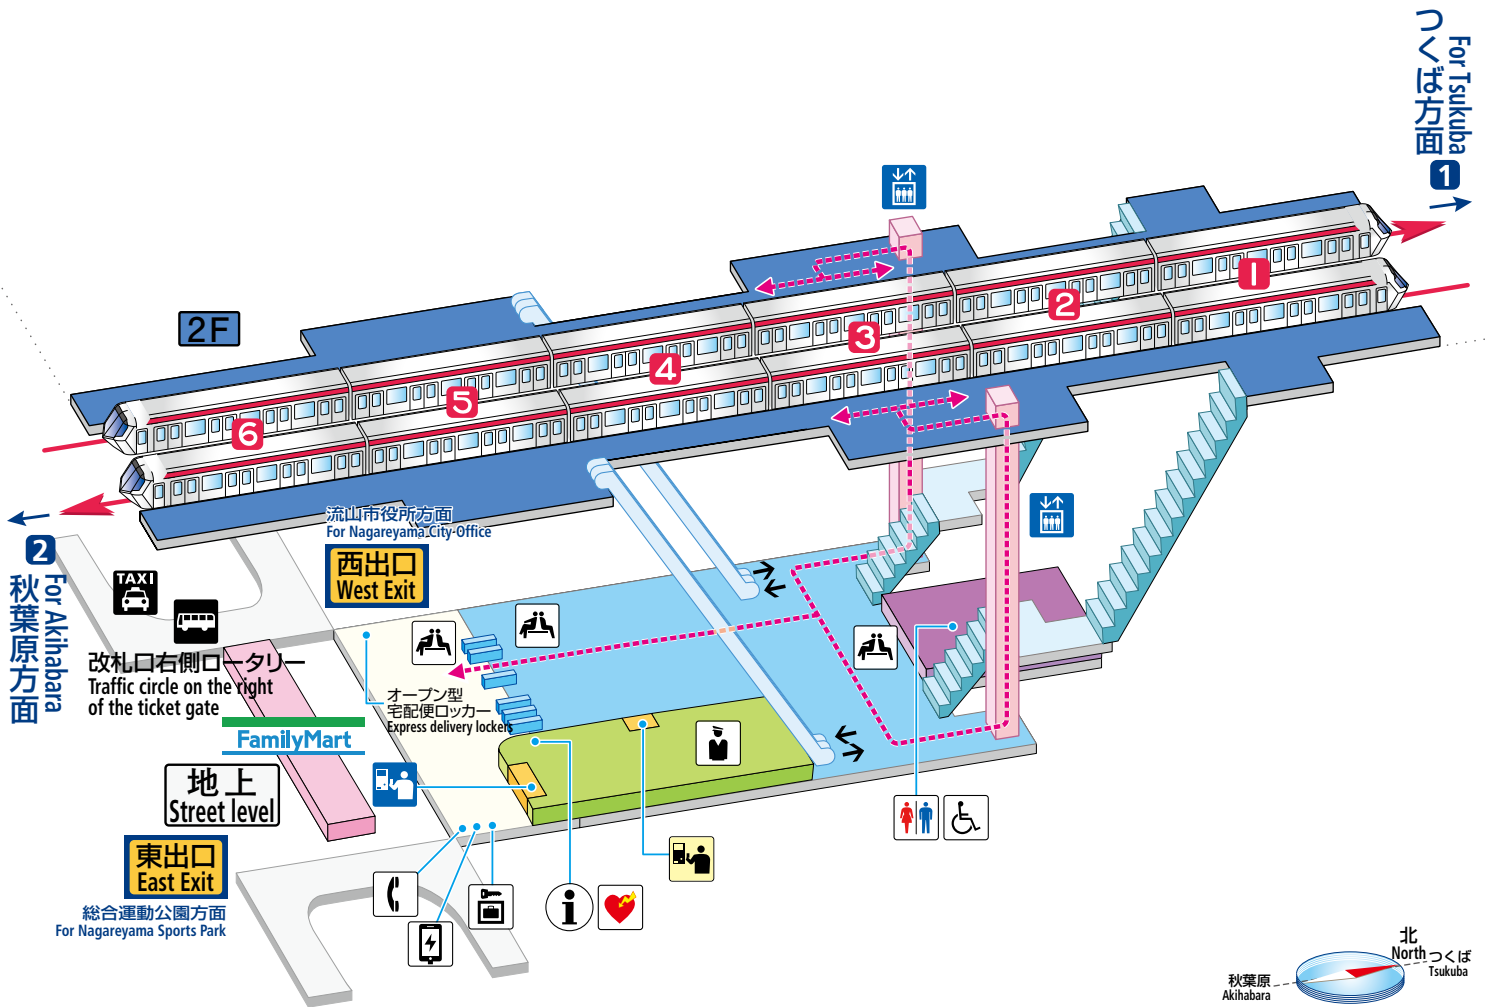 つくば方面
For Tsukuba
1
2F
1
2
3
4
5
6
2
秋葉原方面
For Akihabara
流山市役所方面
For Nagareyama City Office
西出口
West Exit
TAXI
改札口右側ロータリー
Traffic circle on the right
of the ticket gate
オープン型
宅配便ロッカー
Express delivery lockers
FamilyMart
地上
Street level
東出口
East Exit
総合運動公園方面
For Nagareyama Sports Park
i
北
North
つくば
Tsukuba
秋葉原
Akihabara